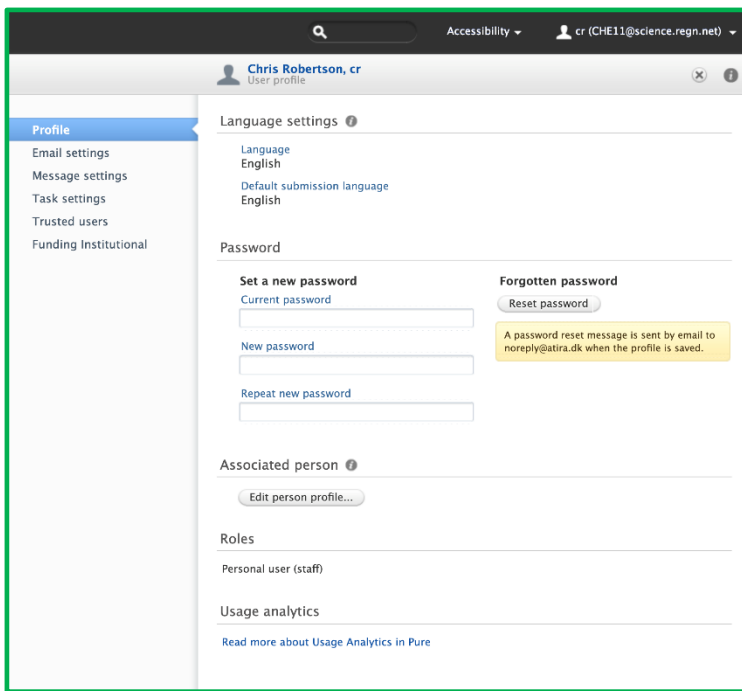 Accessibility
cr (CHE11@science.regn.net)
Chris Robertson, cr
User profile
Profile
Email settings
Message settings
Task settings
Trusted users
Funding Institutional
Language settings
Language
English
Default submission language
English
Password
Set a new password
Current password
New password
Repeat new password
Forgotten password
Reset password
A password reset message is sent by email to
noreply@atira.dk when the profile is saved.
Associated person
Edit person profile...
Roles
Personal user (staff)
Usage analytics
Read more about Usage Analytics in Pure